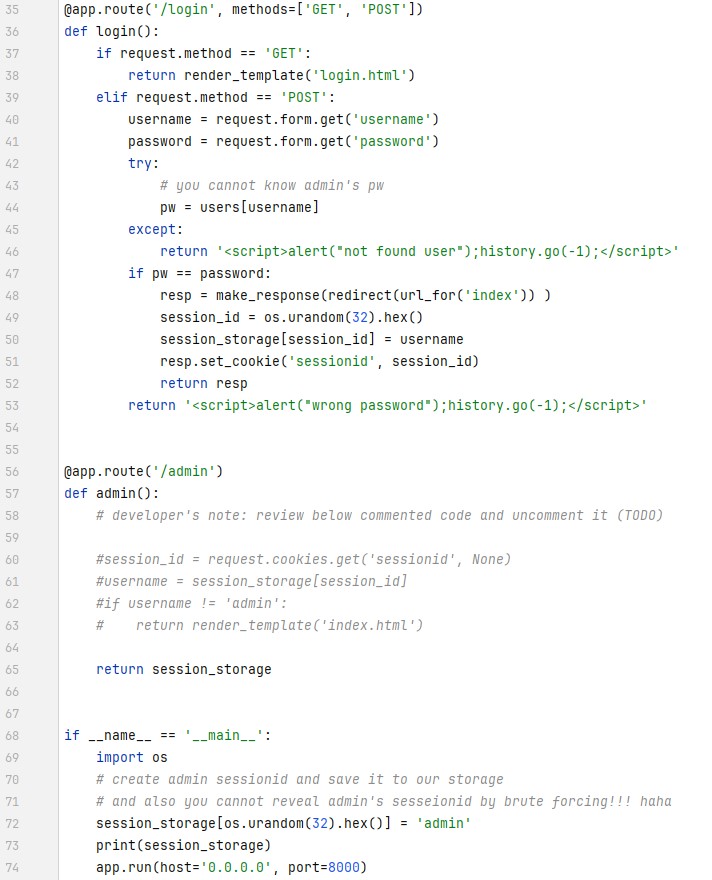 35 @app.route('/login', methods=['GET', 'POST'])
36 def login():
37     if request.method == 'GET':
38         return render_template('login.html')
39     elif request.method == 'POST':
40         username = request.form.get('username')
41         password = request.form.get('password')
42         try:
43             # you cannot know admin's pw
44             pw = users[username]
45         except:
46             return '<script>alert("not found user");history.go(-1);</script>'
47         if pw == password:
48             resp = make_response(redirect(url_for('index')) )
49             session_id = os.urandom(32).hex()
50             session_storage[session_id] = username
51             resp.set_cookie('sessionid', session_id)
52             return resp
53         return '<script>alert("wrong password");history.go(-1);</script>'
54
55
56 @app.route('/admin')
57 def admin():
58     # developer's note: review below commented code and uncomment it (TODO)
59
60     #session_id = request.cookies.get('sessionid', None)
61     #username = session_storage[session_id]
62     #if username != 'admin':
63     #    return render_template('index.html')
64
65     return session_storage
66
67
68 if __name__ == '__main__':
69     import os
70     # create admin sessionid and save it to our storage
71     # and also you cannot reveal admin's sesseionid by brute forcing!!! haha
72     session_storage[os.urandom(32).hex()] = 'admin'
73     print(session_storage)
74     app.run(host='0.0.0.0', port=8000)